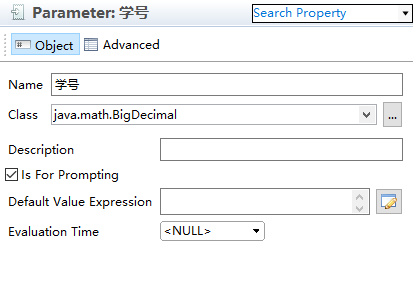 Parameter: 学号
Search Property
Object
Advanced
Name
学号
Class
java.math.BigDecimal
...
Description
Is For Prompting
Default Value Expression
Evaluation Time
<NULL>